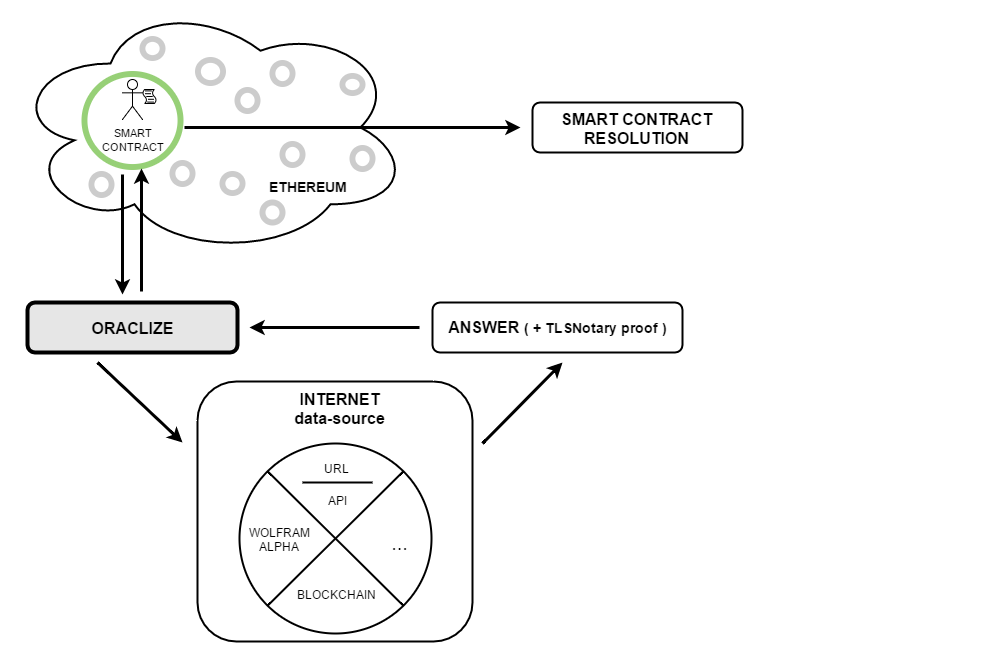 SMART
CONTRACT
ETHEREUM
SMART CONTRACT
RESOLUTION
ORACLIZE
ANSWER ( + TLSNotary proof )
INTERNET
data-source
URL
API
WOLFRAM
ALPHA
...
BLOCKCHAIN